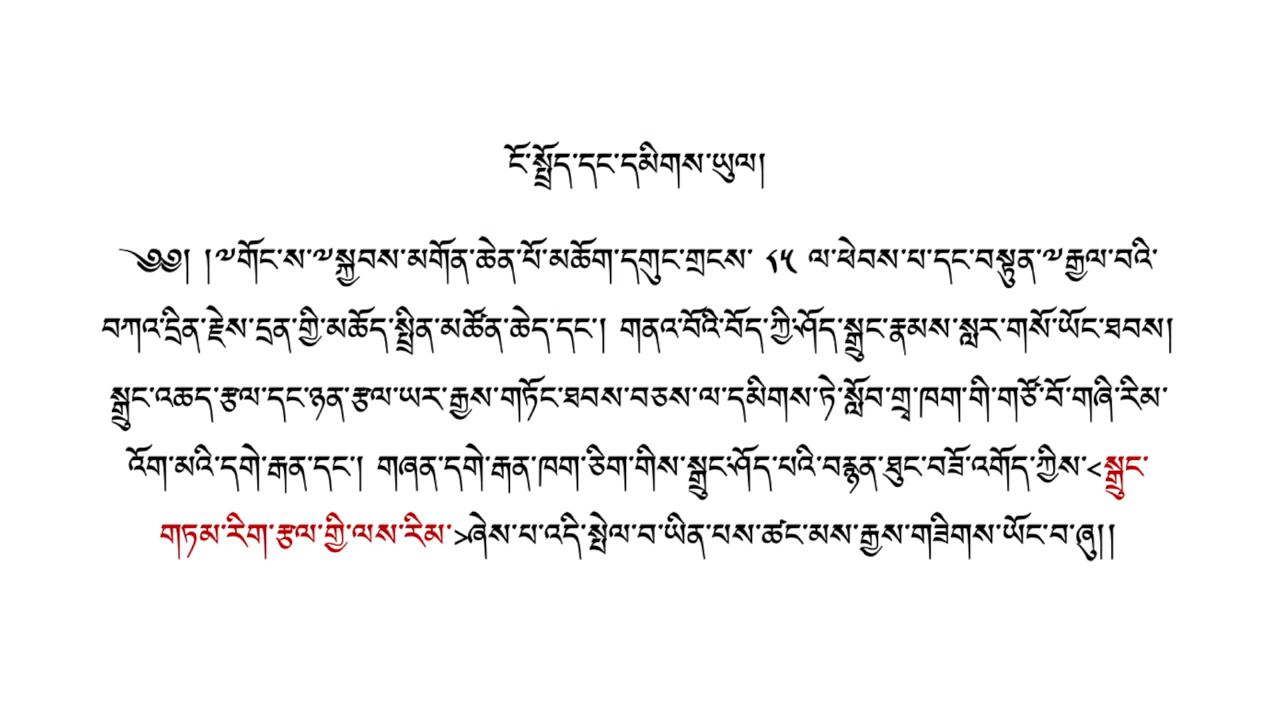 ངོ་སྤྲོད་དང་དམིགས་ཡུལ།
༄༅། །༸གོང་ས་༸སྐྱབས་མགོན་ཆེན་པོ་མཆོག་དགུང་གྲངས་ ༨༥ ལ་ཕེབས་པ་དང་བསྟུན་༸རྒྱལ་བའི་
བཀའ་དྲིན་རྗེས་དྲན་གྱི་མཆོད་སྤྲིན་མཚོན་ཆེད་དང་། གནའ་བོའི་བོད་ཀྱི་ཤོད་སྒྲུང་རྣམས་སླར་གསོ་ཡོང་ཐབས།
སྒྲུང་འཆད་རྩལ་དང་ཉན་རྩལ་ཡར་རྒྱས་གཏོང་ཐབས་བཅས་ལ་དམིགས་ཏེ་སློབ་གྲྭ་ཁག་གི་གཙོ་བོ་གཞི་རིམ་
འོག་མའི་དགེ་རྒན་དང་། གཞན་དགེ་རྒན་ཁག་ཅིག་གིས་སྒྲུང་ཤོད་པའི་བརྙན་ཐུང་བཟོ་འགོད་ཀྱིས་<སྒྲུང་
གཏམ་རིག་རྩལ་གྱི་ལས་རིམ་>ཞེས་པ་འདི་སྤེལ་བ་ཡིན་པས་ཚང་མས་རྒྱས་གཟིགས་ཡོང་བ་ཞུ།།